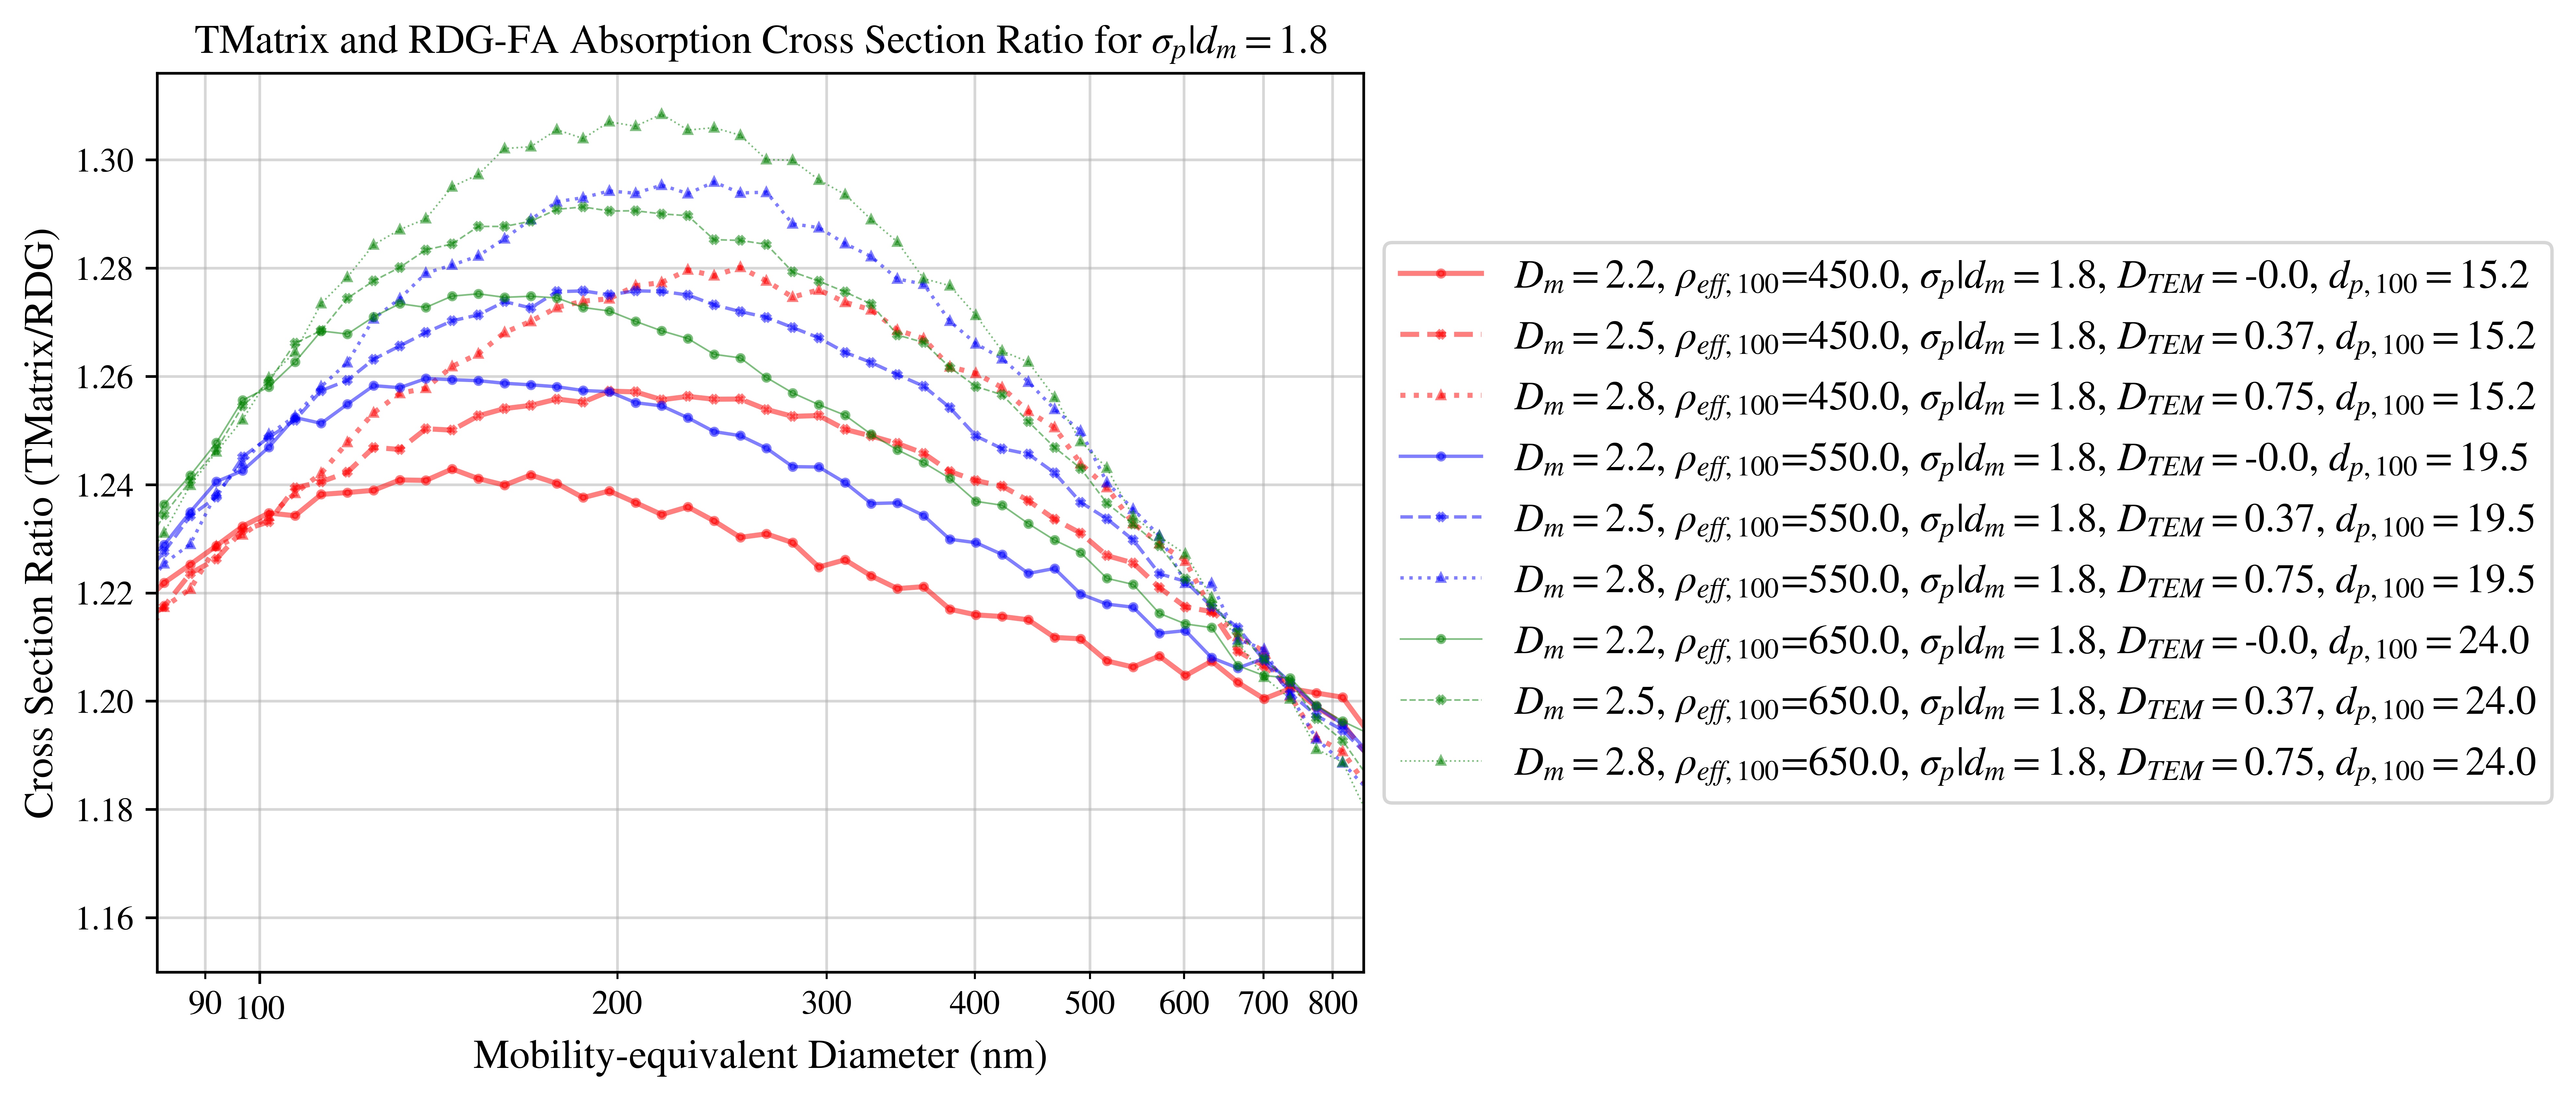 TMatrix and RDG-FA Absorption Cross Section Ratio for σp|dm = 1.8
Cross Section Ratio (TMatrix/RDG)
1.30
1.28
1.26
1.24
1.22
1.20
1.18
1.16
90 100 200 300 400 500 600 700 800
Mobility-equivalent Diameter (nm)
Dm = 2.2, ρeff,100=450.0, σp|dm = 1.8, DTEM = -0.0, dp,100 = 15.2
Dm = 2.5, ρeff,100=450.0, σp|dm = 1.8, DTEM = 0.37, dp,100 = 15.2
Dm = 2.8, ρeff,100=450.0, σp|dm = 1.8, DTEM = 0.75, dp,100 = 15.2
Dm = 2.2, ρeff,100=550.0, σp|dm = 1.8, DTEM = -0.0, dp,100 = 19.5
Dm = 2.5, ρeff,100=550.0, σp|dm = 1.8, DTEM = 0.37, dp,100 = 19.5
Dm = 2.8, ρeff,100=550.0, σp|dm = 1.8, DTEM = 0.75, dp,100 = 19.5
Dm = 2.2, ρeff,100=650.0, σp|dm = 1.8, DTEM = -0.0, dp,100 = 24.0
Dm = 2.5, ρeff,100=650.0, σp|dm = 1.8, DTEM = 0.37, dp,100 = 24.0
Dm = 2.8, ρeff,100=650.0, σp|dm = 1.8, DTEM = 0.75, dp,100 = 24.0